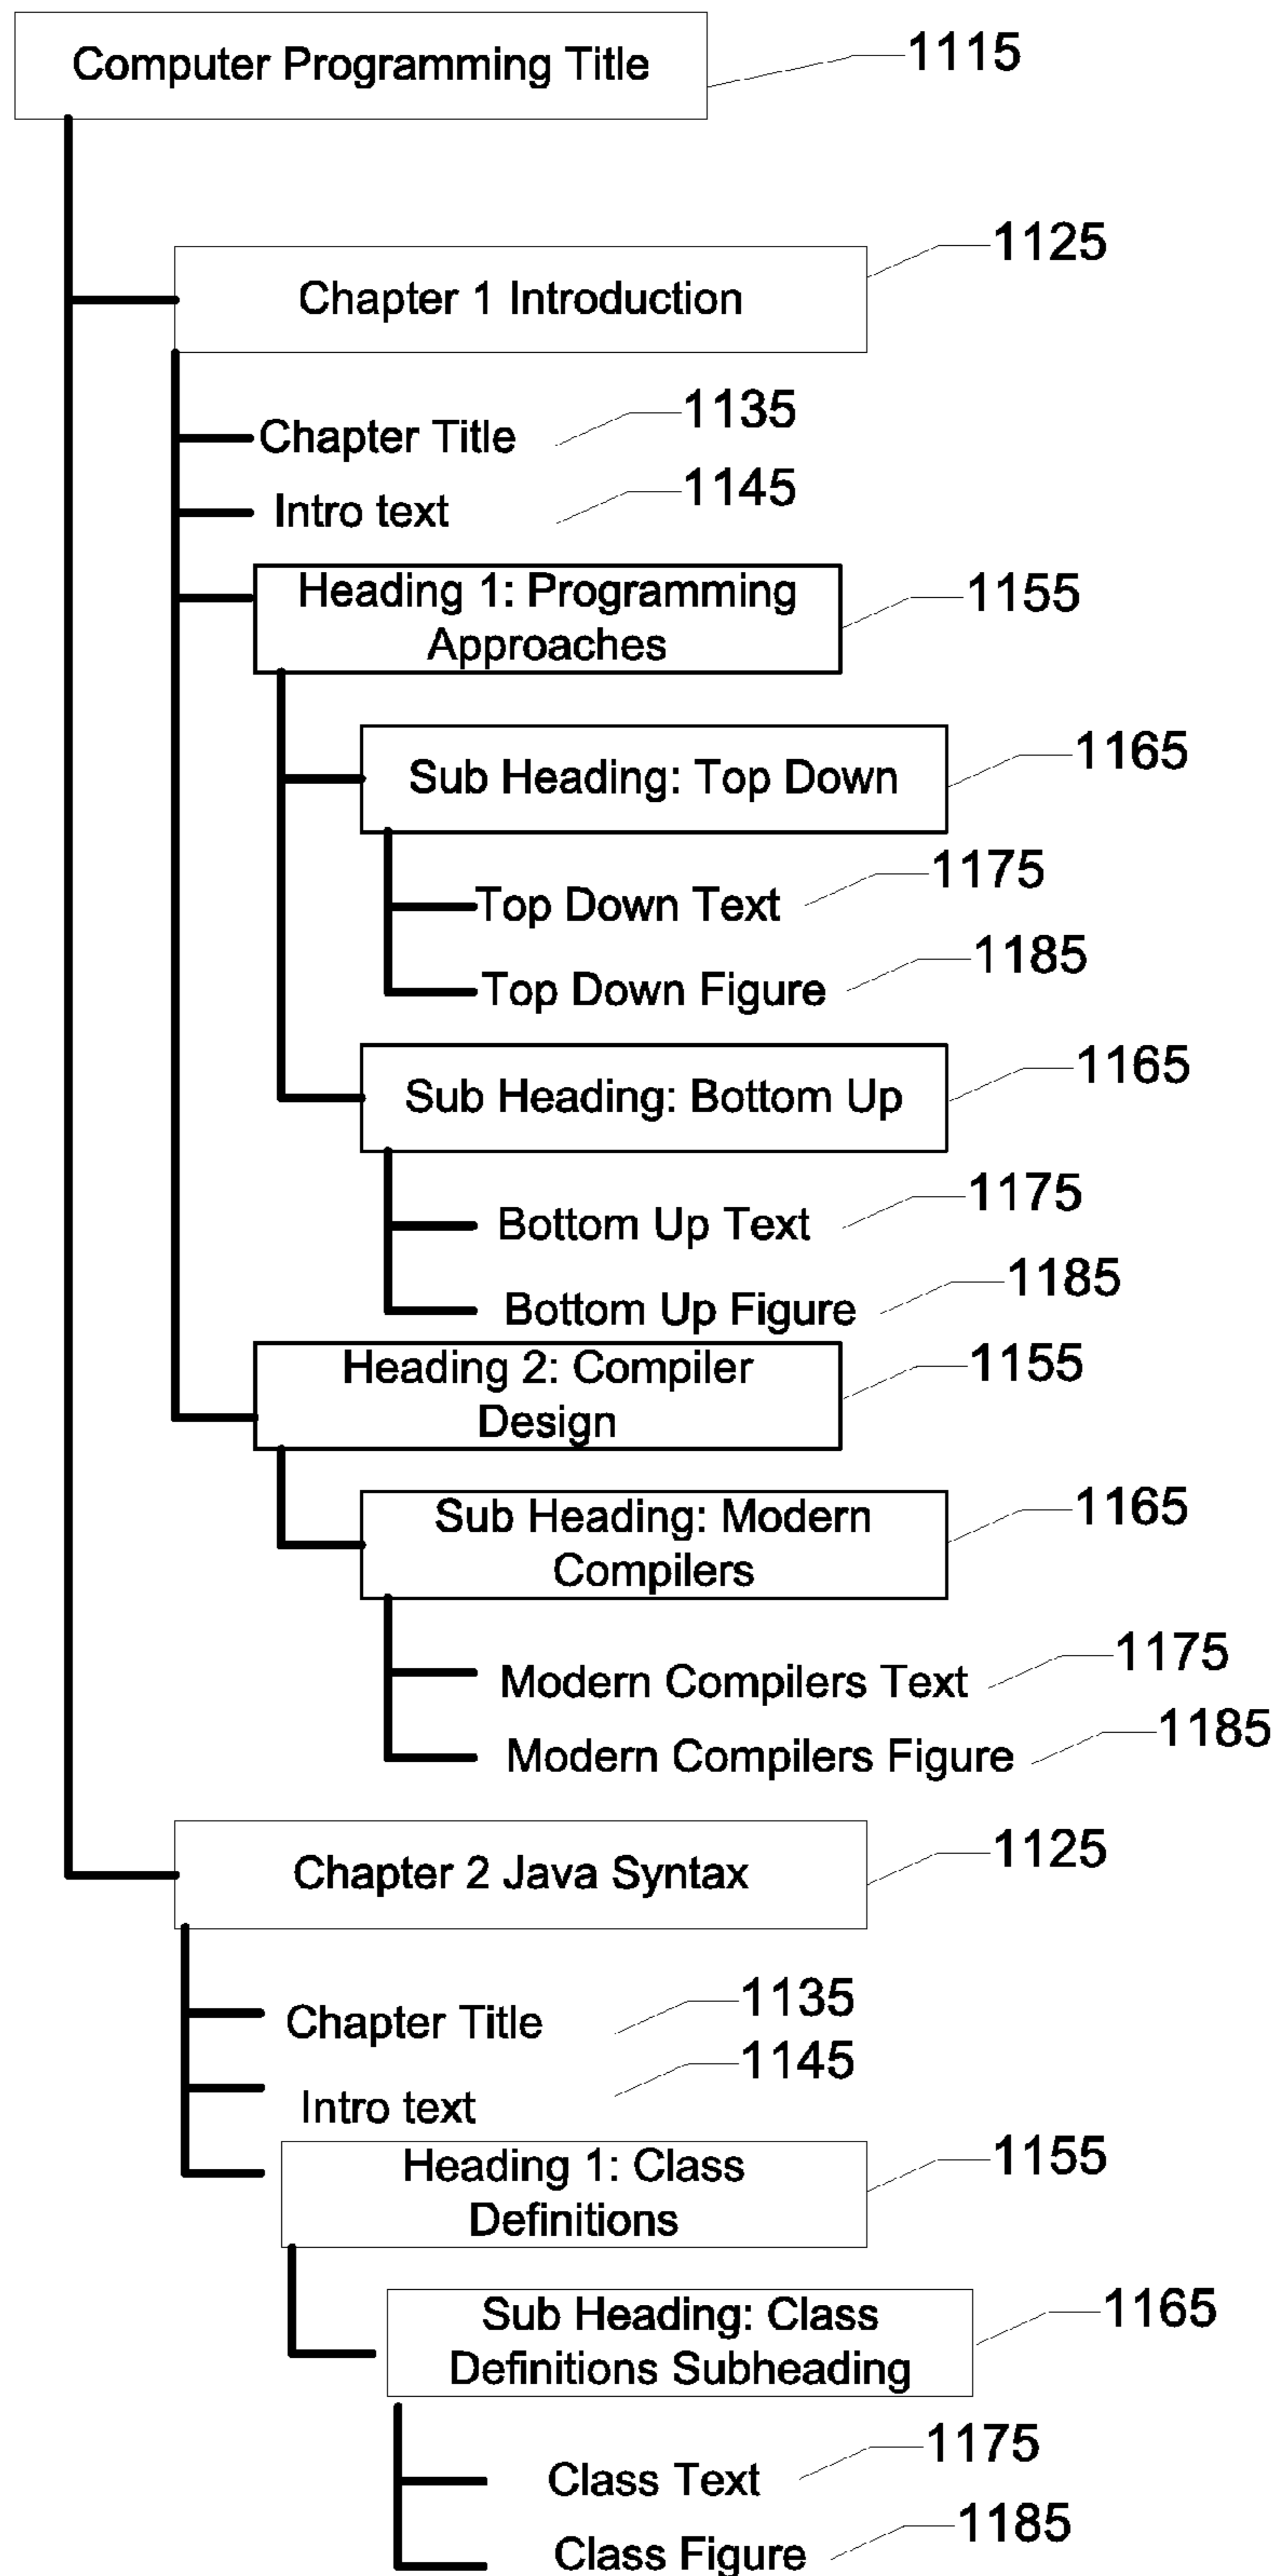 Computer Programming Title
1115
1125
Chapter 1 Introduction
1135
Chapter Title
1145
Intro text
Heading 1: Programming
Approaches
1155
1165
Sub Heading: Top Down
1175
Top Down Text
1185
Top Down Figure
1165
Sub Heading: Bottom Up
1175
Bottom Up Text
1185
Bottom Up Figure
Heading 2: Compiler
Design
1155
1165
Sub Heading: Modern
Compilers
1175
Modern Compilers Text
1185
Modern Compilers Figure
1125
Chapter 2 Java Syntax
1135
Chapter Title
1145
Intro text
1155
Heading 1: Class
Definitions
1165
Sub Heading: Class
Definitions Subheading
1175
Class Text
1185
Class Figure